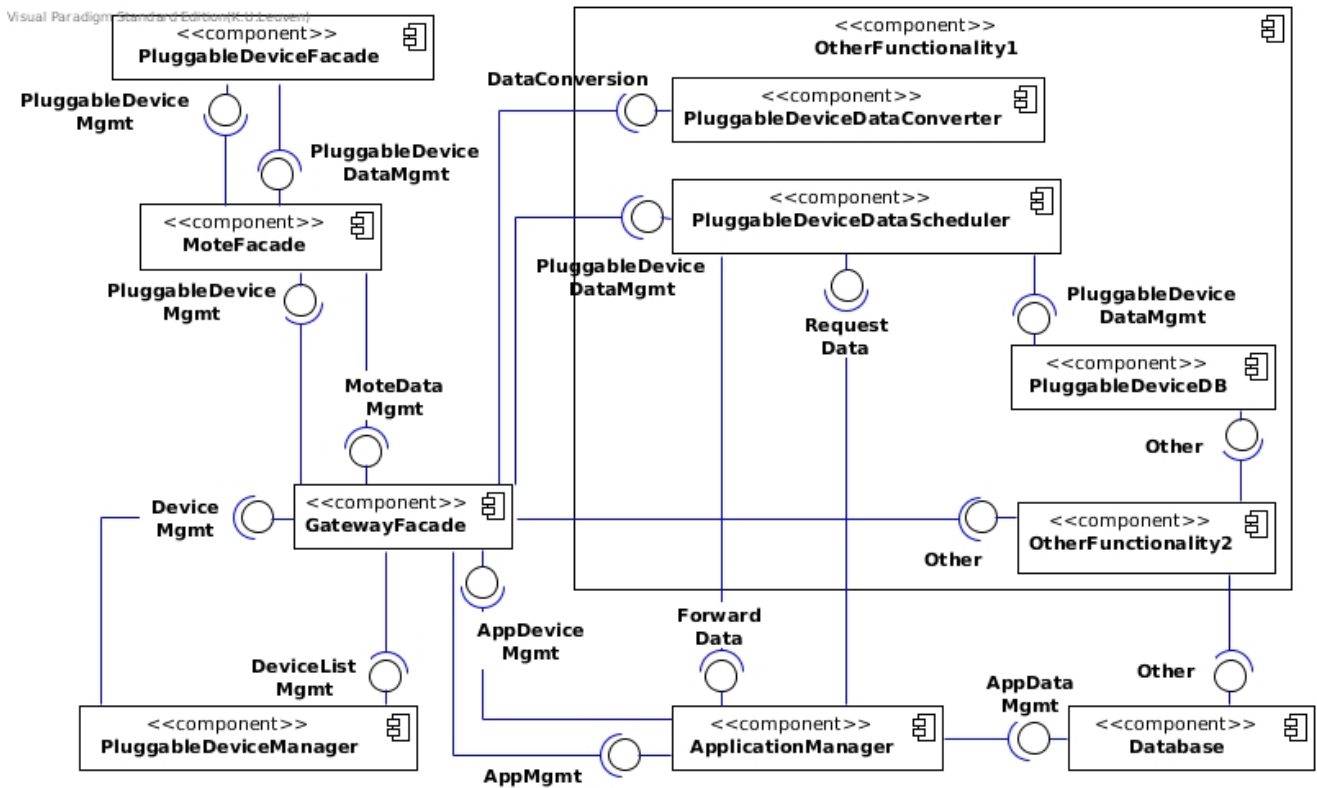 Visual Paradigm Standard Edition(K.U.Leuven)
<<component>>
PluggableDeviceFacade
<<component>>
OtherFunctionality1
DataConversion
<<component>>
PluggableDeviceDataConverter
PluggableDevice
Mgmt
PluggableDevice
DataMgmt
<<component>>
MoteFacade
<<component>>
PluggableDeviceDataScheduler
PluggableDevice
DataMgmt
PluggableDevice
Mgmt
Request
Data
PluggableDevice
DataMgmt
<<component>>
PluggableDeviceDB
MoteData
Mgmt
Other
Device
Mgmt
<<component>>
GatewayFacade
Other
<<component>>
OtherFunctionality2
AppDevice
Mgmt
Forward
Data
DeviceList
Mgmt
Other
AppData
Mgmt
<<component>>
PluggableDeviceManager
AppMgmt
<<component>>
ApplicationManager
<<component>>
Database